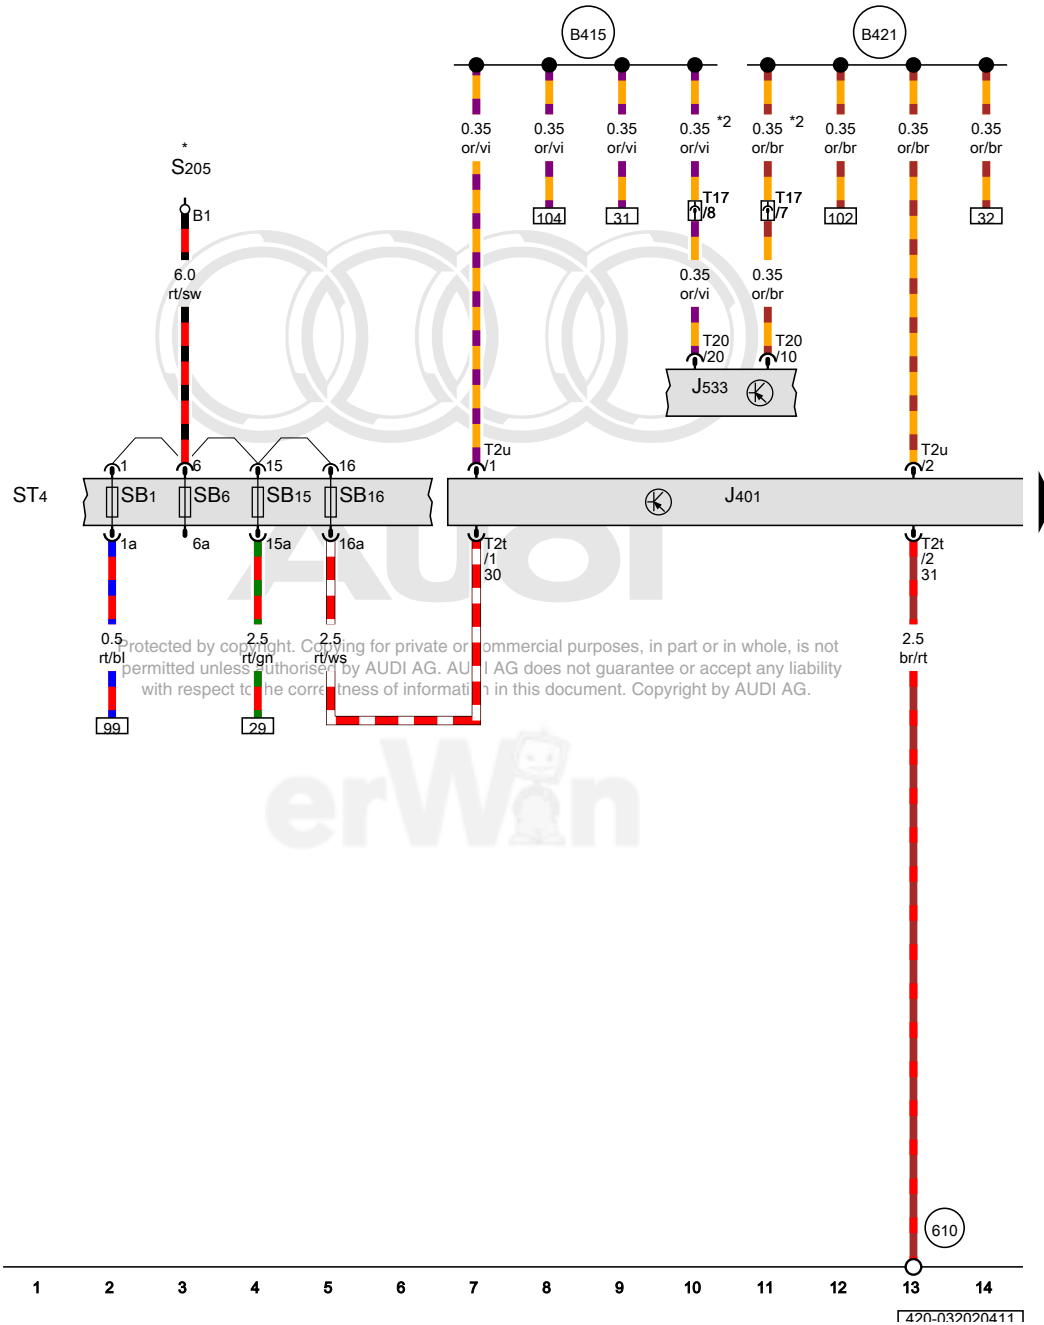 B415 B421
0.35 0.35 0.35 0.35 *2 0.35 *2 0.35 0.35 0.35
or/vi or/vi or/vi or/vi or/br or/br or/br or/br
*
S205
B1
T17 T17
/8 /7
104 31 102 32
6.0 0.35 0.35
rt/sw or/vi or/br
T20 T20
/20 /10
J533
T2u T2u
1 6 15 16 /1 /2
ST4 SB1 SB6 SB15 SB16 J401
1a 6a 15a 16a T2t T2t
/1 /2
30 31
AUDI
0.5 2.5 2.5 2.5
rt/bl rt/gn rt/ws br/rt
Protected by copyright. Copying for private or commercial purposes, in part or in whole, is not
permitted unless authorised by AUDI AG. AUDI AG does not guarantee or accept any liability
with respect to the correctness of information in this document. Copyright by AUDI AG.
99 29
erWin
610
1 2 3 4 5 6 7 8 9 10 11 12 13 14
420-032020411